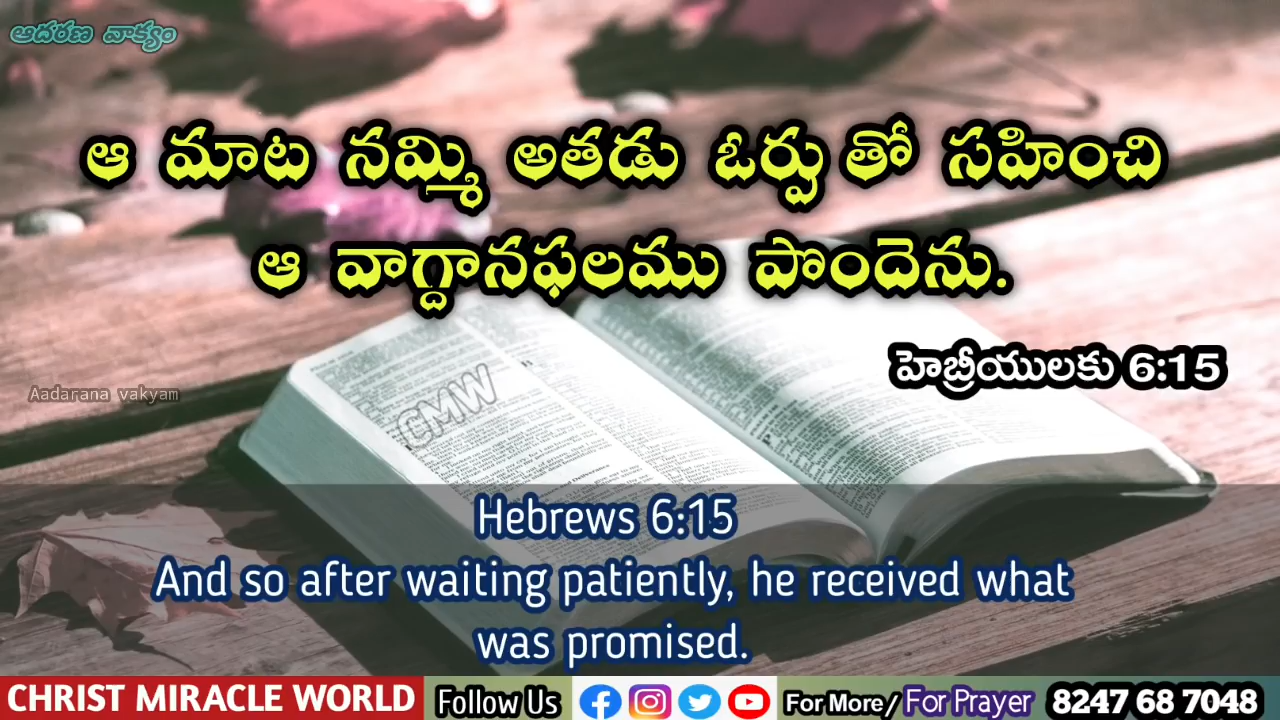 ఆదరణ వాక్యం
ఆ మాట నమ్మి అతడు ఓర్పు తో సహించి
ఆ వాగ్దానఫలము పొందెను.
హెబ్రీయులకు 6:15
Aadarana vakyam
CMW
Hebrews 6:15
And so after waiting patiently, he received what
was promised.
CHRIST MIRACLE WORLD Follow Us For More/ For Prayer 8247 68 7048